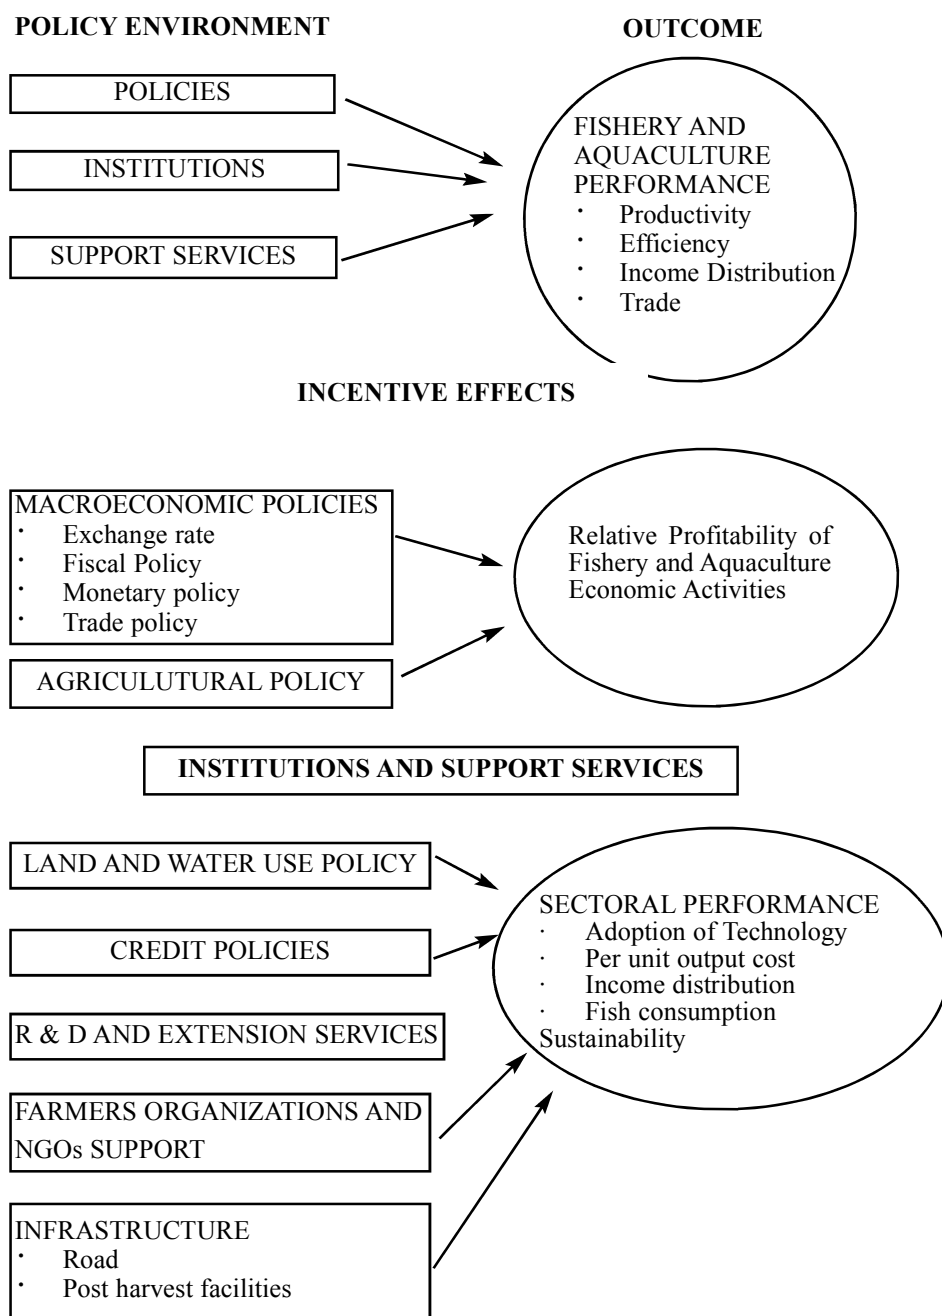 POLICY ENVIRONMENT
OUTCOME
POLICIES
INSTITUTIONS
SUPPORT SERVICES
FISHERY AND
AQUACULTURE
PERFORMANCE
· Productivity
· Efficiency
· Income Distribution
· Trade
INCENTIVE EFFECTS
MACROECONOMIC POLICIES
· Exchange rate
· Fiscal Policy
· Monetary policy
· Trade policy
AGRICULUTURAL POLICY
Relative Profitability of
Fishery and Aquaculture
Economic Activities
INSTITUTIONS AND SUPPORT SERVICES
LAND AND WATER USE POLICY
CREDIT POLICIES
R & D AND EXTENSION SERVICES
FARMERS ORGANIZATIONS AND
NGOs SUPPORT
INFRASTRUCTURE
· Road
· Post harvest facilities
SECTORAL PERFORMANCE
· Adoption of Technology
· Per unit output cost
· Income distribution
· Fish consumption
Sustainability